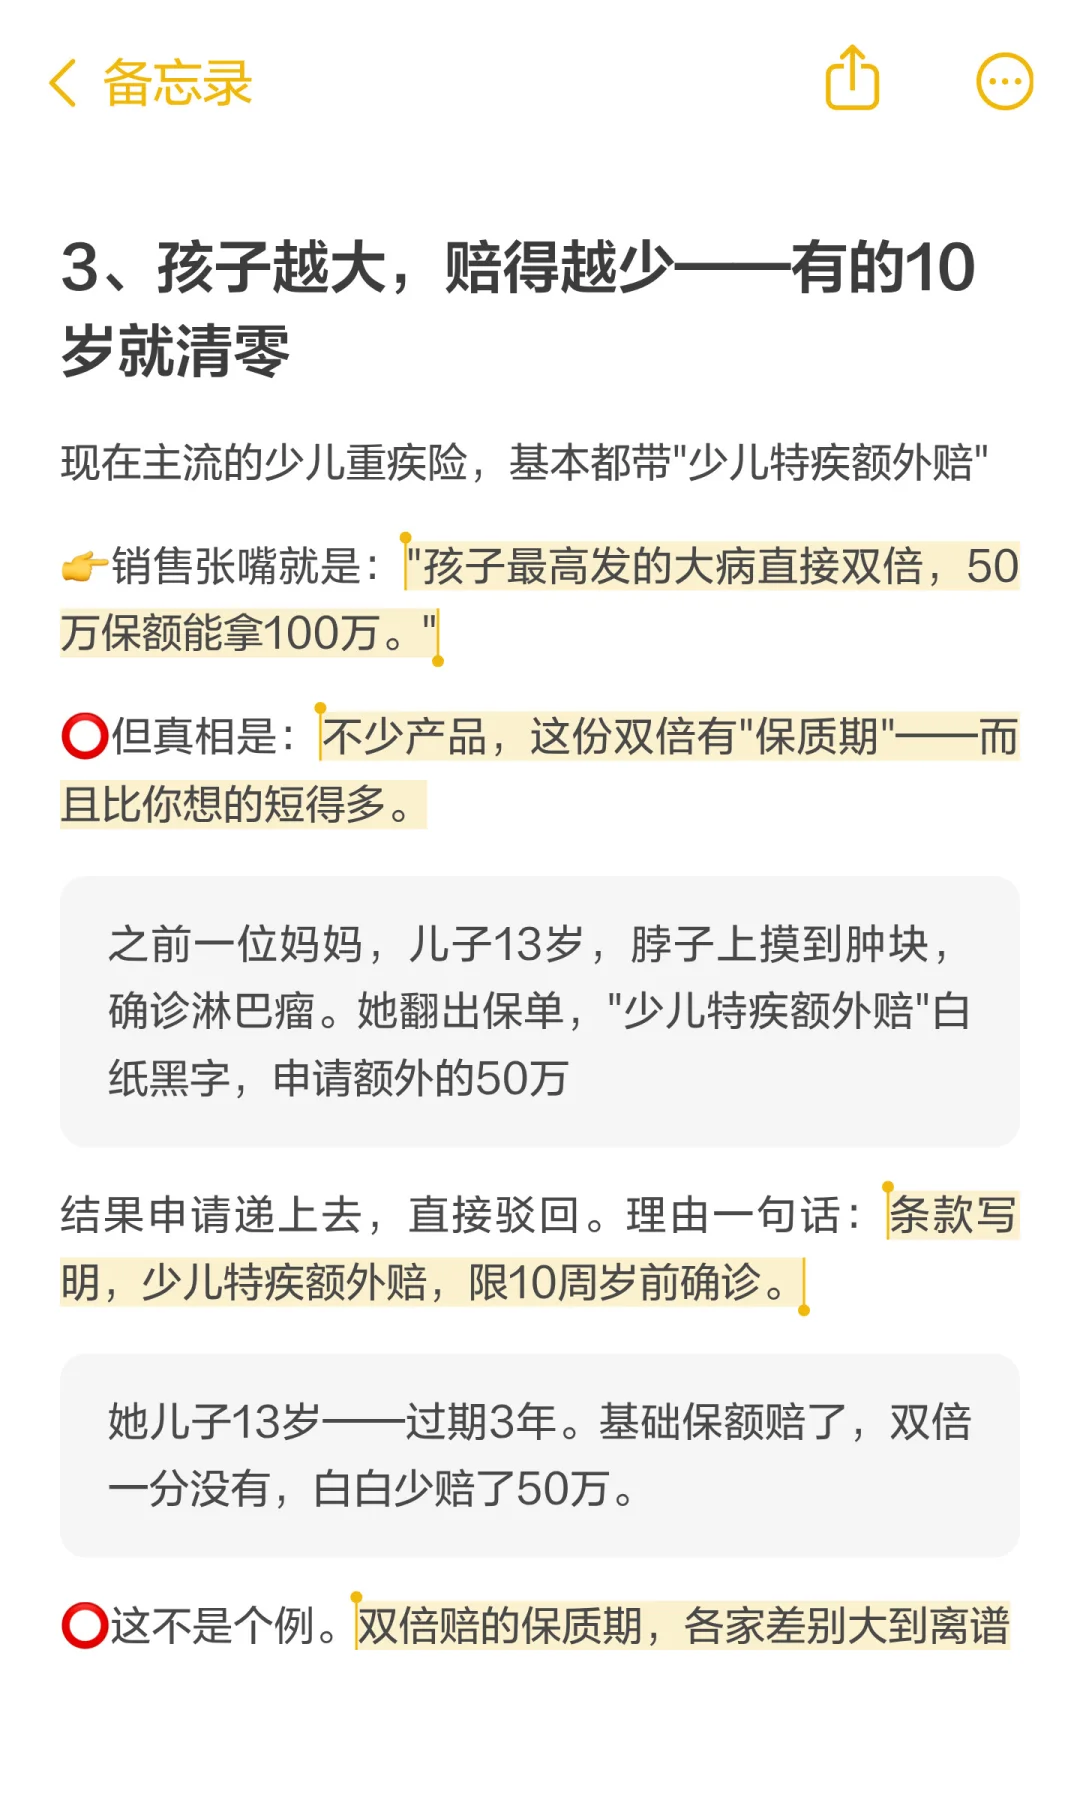 备忘录
3、孩子越大，赔得越少——有的10
岁就清零
现在主流的少儿重疾险，基本都带"少儿特疾额外赔"
👉销售张嘴就是："孩子最高发的大病直接双倍，50
万保额能拿100万。"
⭕但真相是：不少产品，这份双倍有"保质期"——而
且比你想的短得多。
之前一位妈妈，儿子13岁，脖子上摸到肿块，
确诊淋巴瘤。她翻出保单，"少儿特疾额外赔"白
纸黑字，申请额外的50万
结果申请递上去，直接驳回。理由一句话：条款写
明，少儿特疾额外赔，限10周岁前确诊。
她儿子13岁——过期3年。基础保额赔了，双倍
一分没有，白白少赔了50万。
⭕这不是个例。双倍赔的保质期，各家差别大到离谱